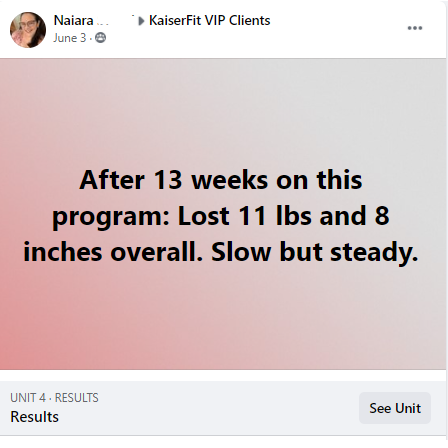 Naiara ... ▸ KaiserFit VIP Clients
June 3 ·
After 13 weeks on this
program: Lost 11 lbs and 8
inches overall. Slow but steady.
UNIT 4 · RESULTS
Results
See Unit